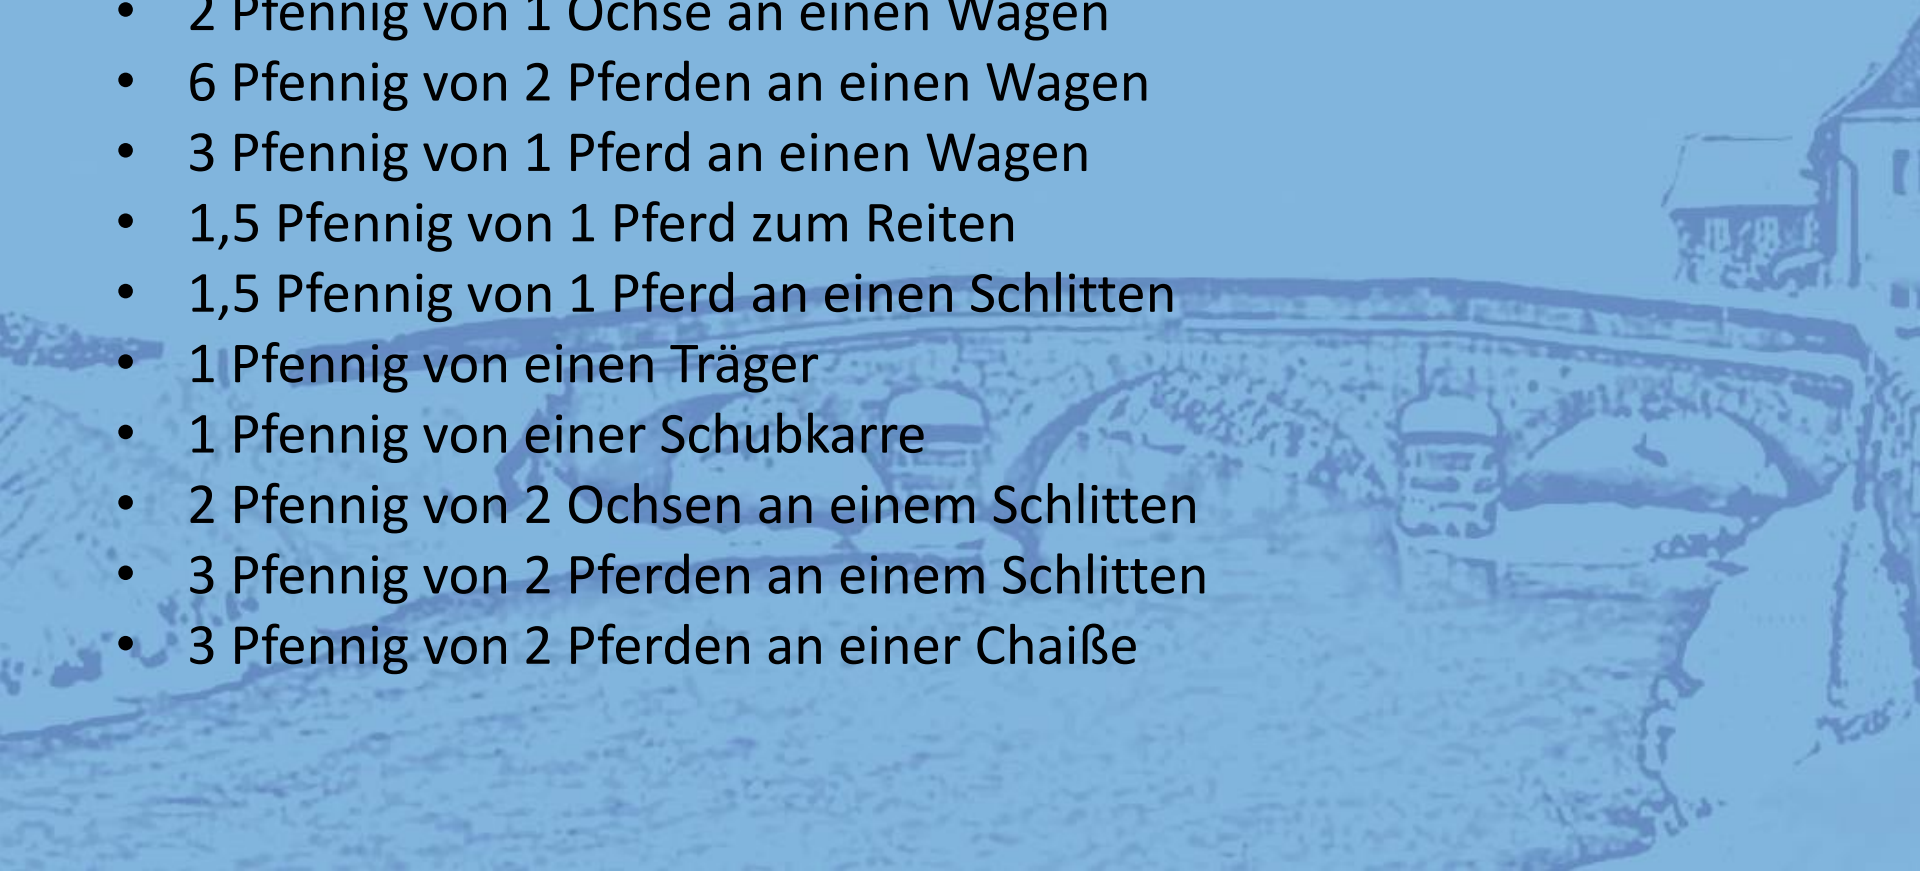 • 2 Pfennig von 1 Ochse an einen Wagen
• 6 Pfennig von 2 Pferden an einen Wagen
• 3 Pfennig von 1 Pferd an einen Wagen
• 1,5 Pfennig von 1 Pferd zum Reiten
• 1,5 Pfennig von 1 Pferd an einen Schlitten
• 1 Pfennig von einen Träger
• 1 Pfennig von einer Schubkarre
• 2 Pfennig von 2 Ochsen an einem Schlitten
• 3 Pfennig von 2 Pferden an einem Schlitten
• 3 Pfennig von 2 Pferden an einer Chaiße